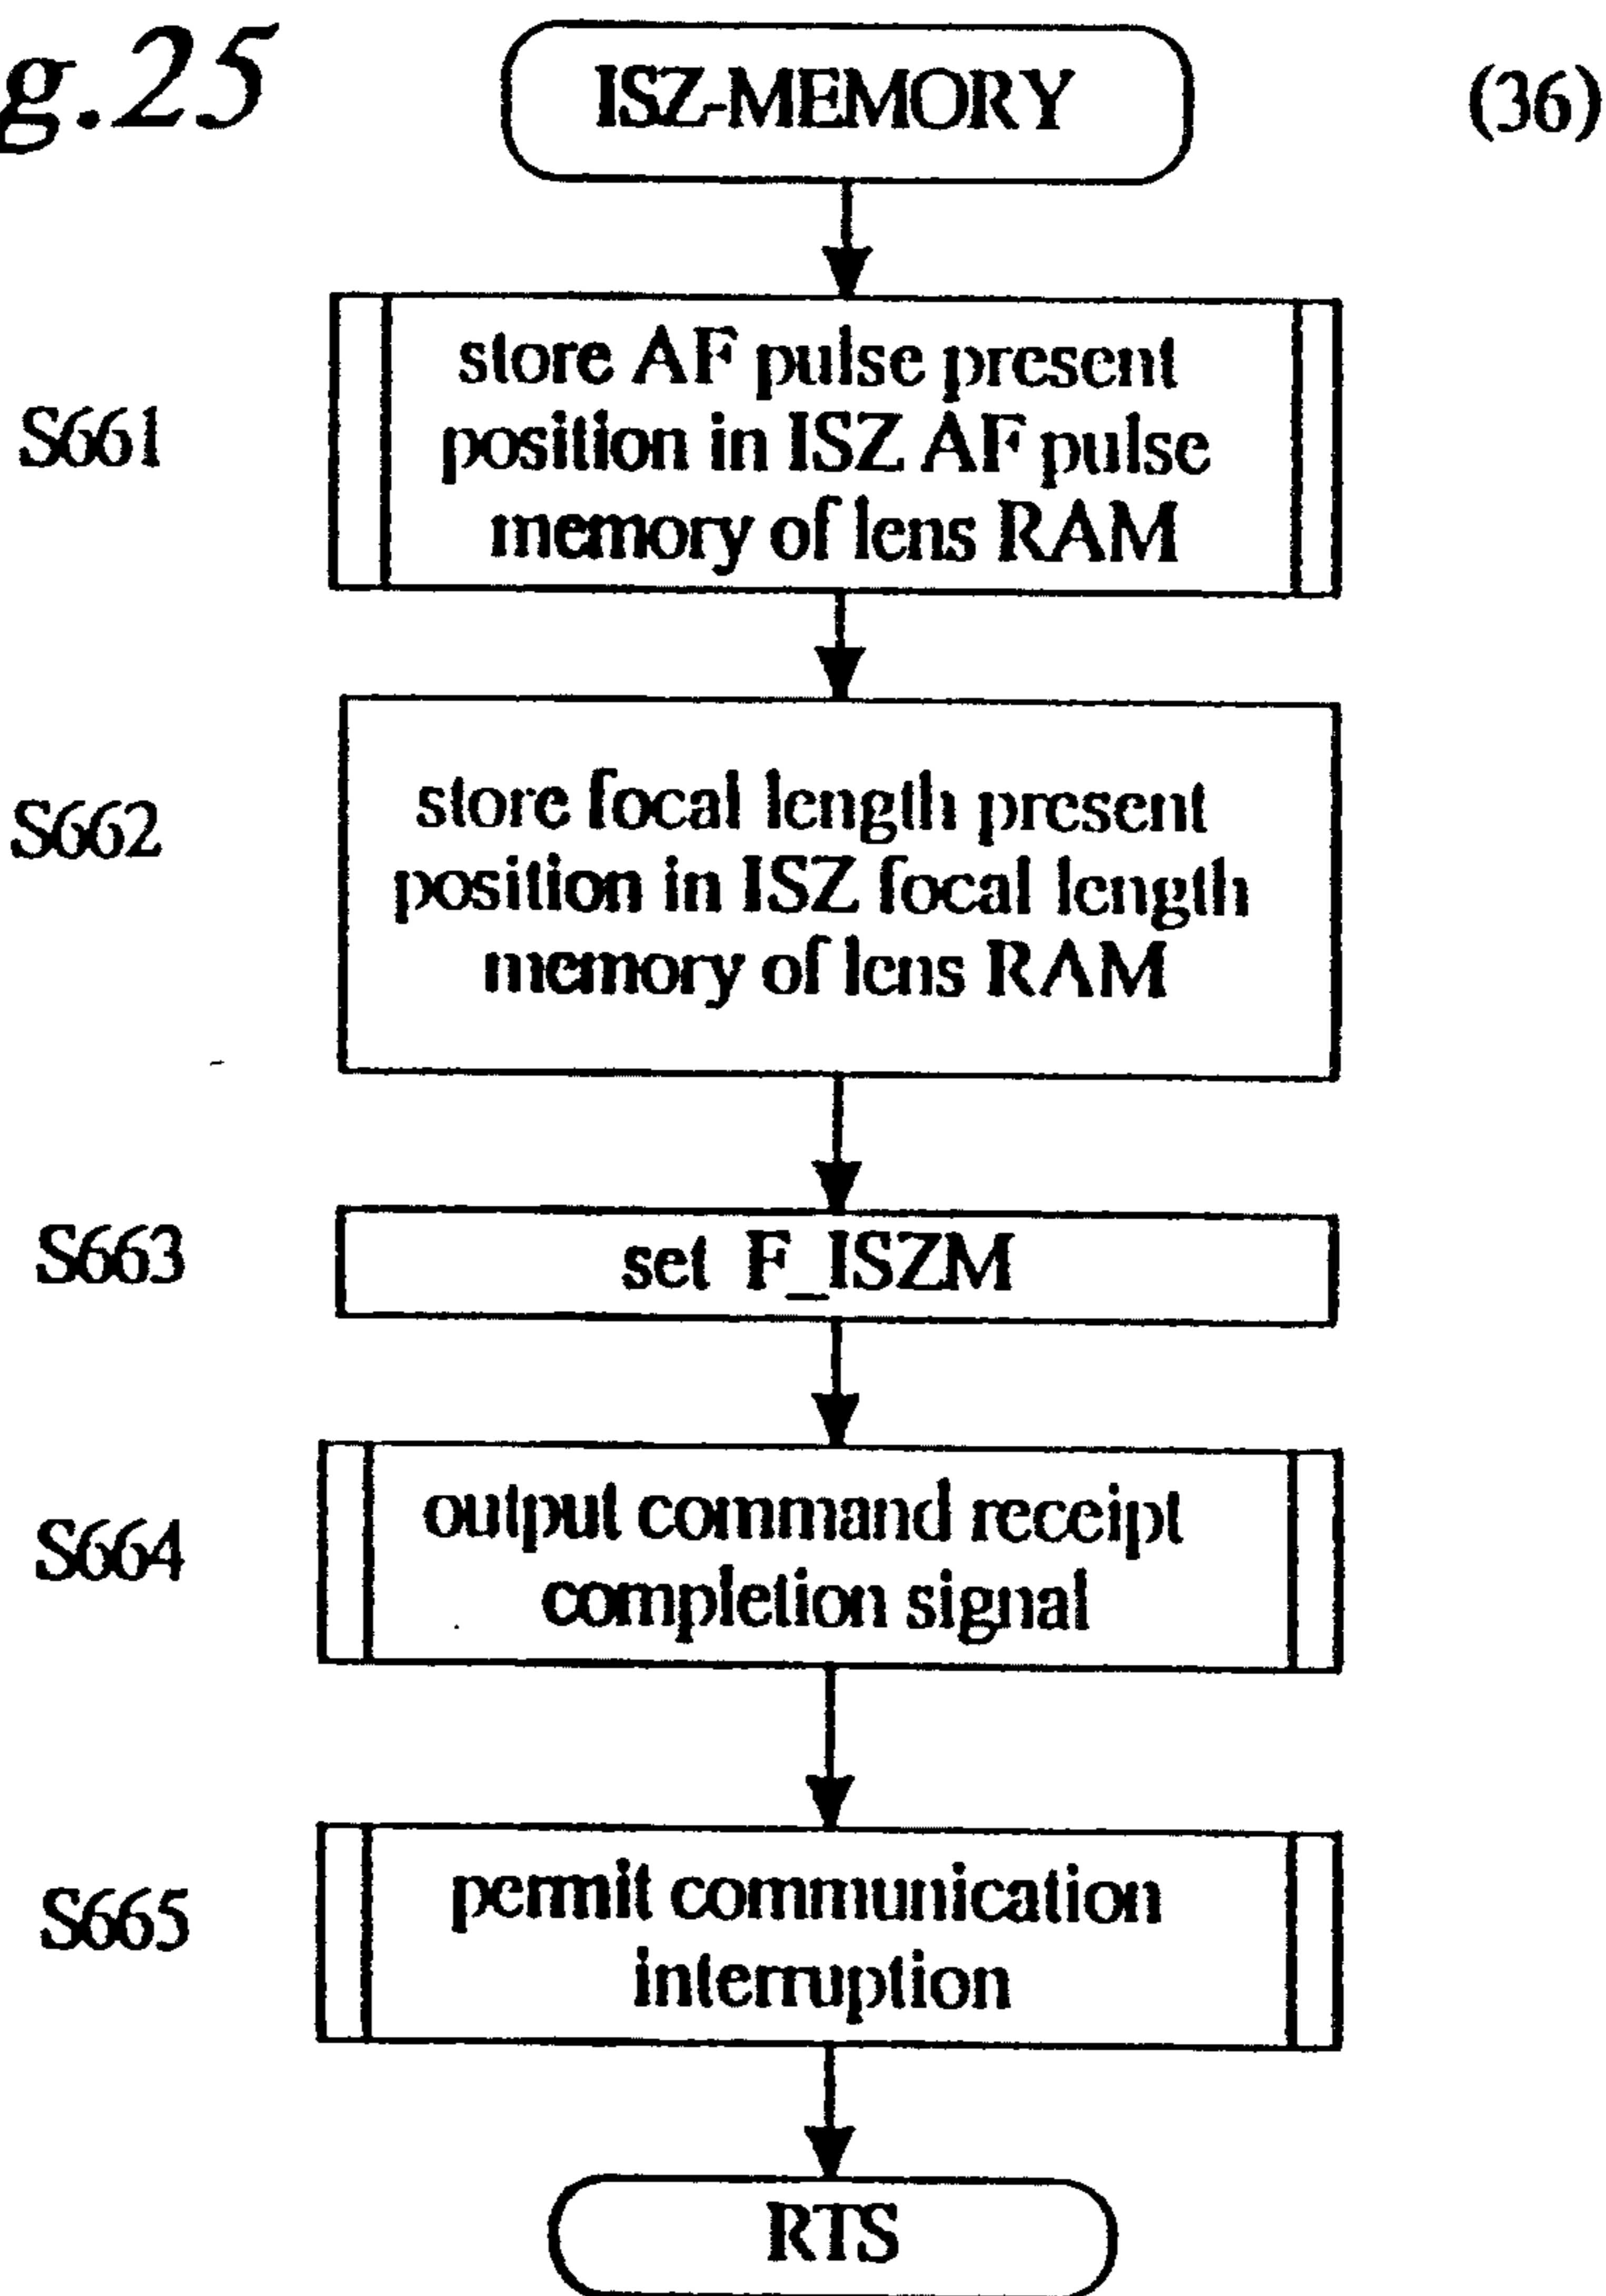 g.25
ISZ-MEMORY
(36)
S661
store AF pulse present
position in ISZ AF pulse
memory of lens RAM
S662
store focal length present
position in ISZ focal length
memory of lens RAM
S663
set F_ISZM
S664
output command receipt
completion signal
S665
permit communication
interruption
RTS